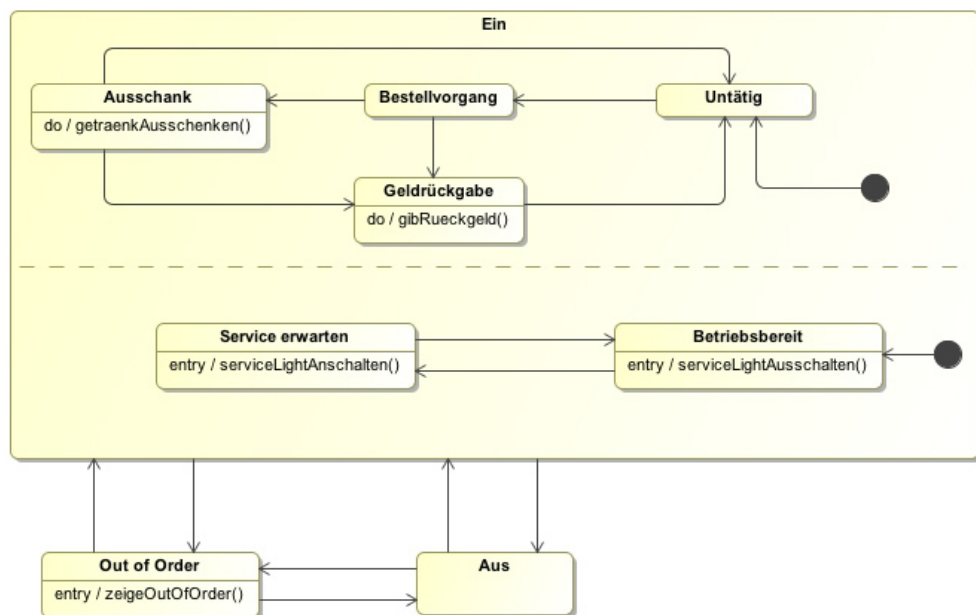 Ein
Ausschank
do / getraenkAusschenken()
Bestellvorgang
Untätig
Geldrückgabe
do / gibRueckgeld()
Service erwarten
entry / serviceLightAnschalten()
Betriebsbereit
entry / serviceLightAusschalten()
Out of Order
entry / zeigeOutOfOrder()
Aus